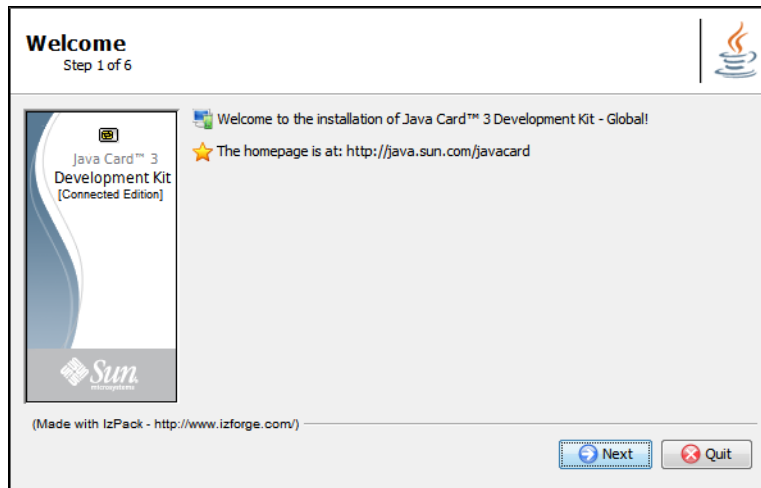 Welcome
Step 1 of 6
Welcome to the installation of Java Card™ 3 Development Kit - Global!
The homepage is at: http://java.sun.com/javacard
Java Card™ 3
Development Kit
[Connected Edition]
Sun
microsystems
(Made with IzPack - http://www.izforge.com/)
Next
Quit